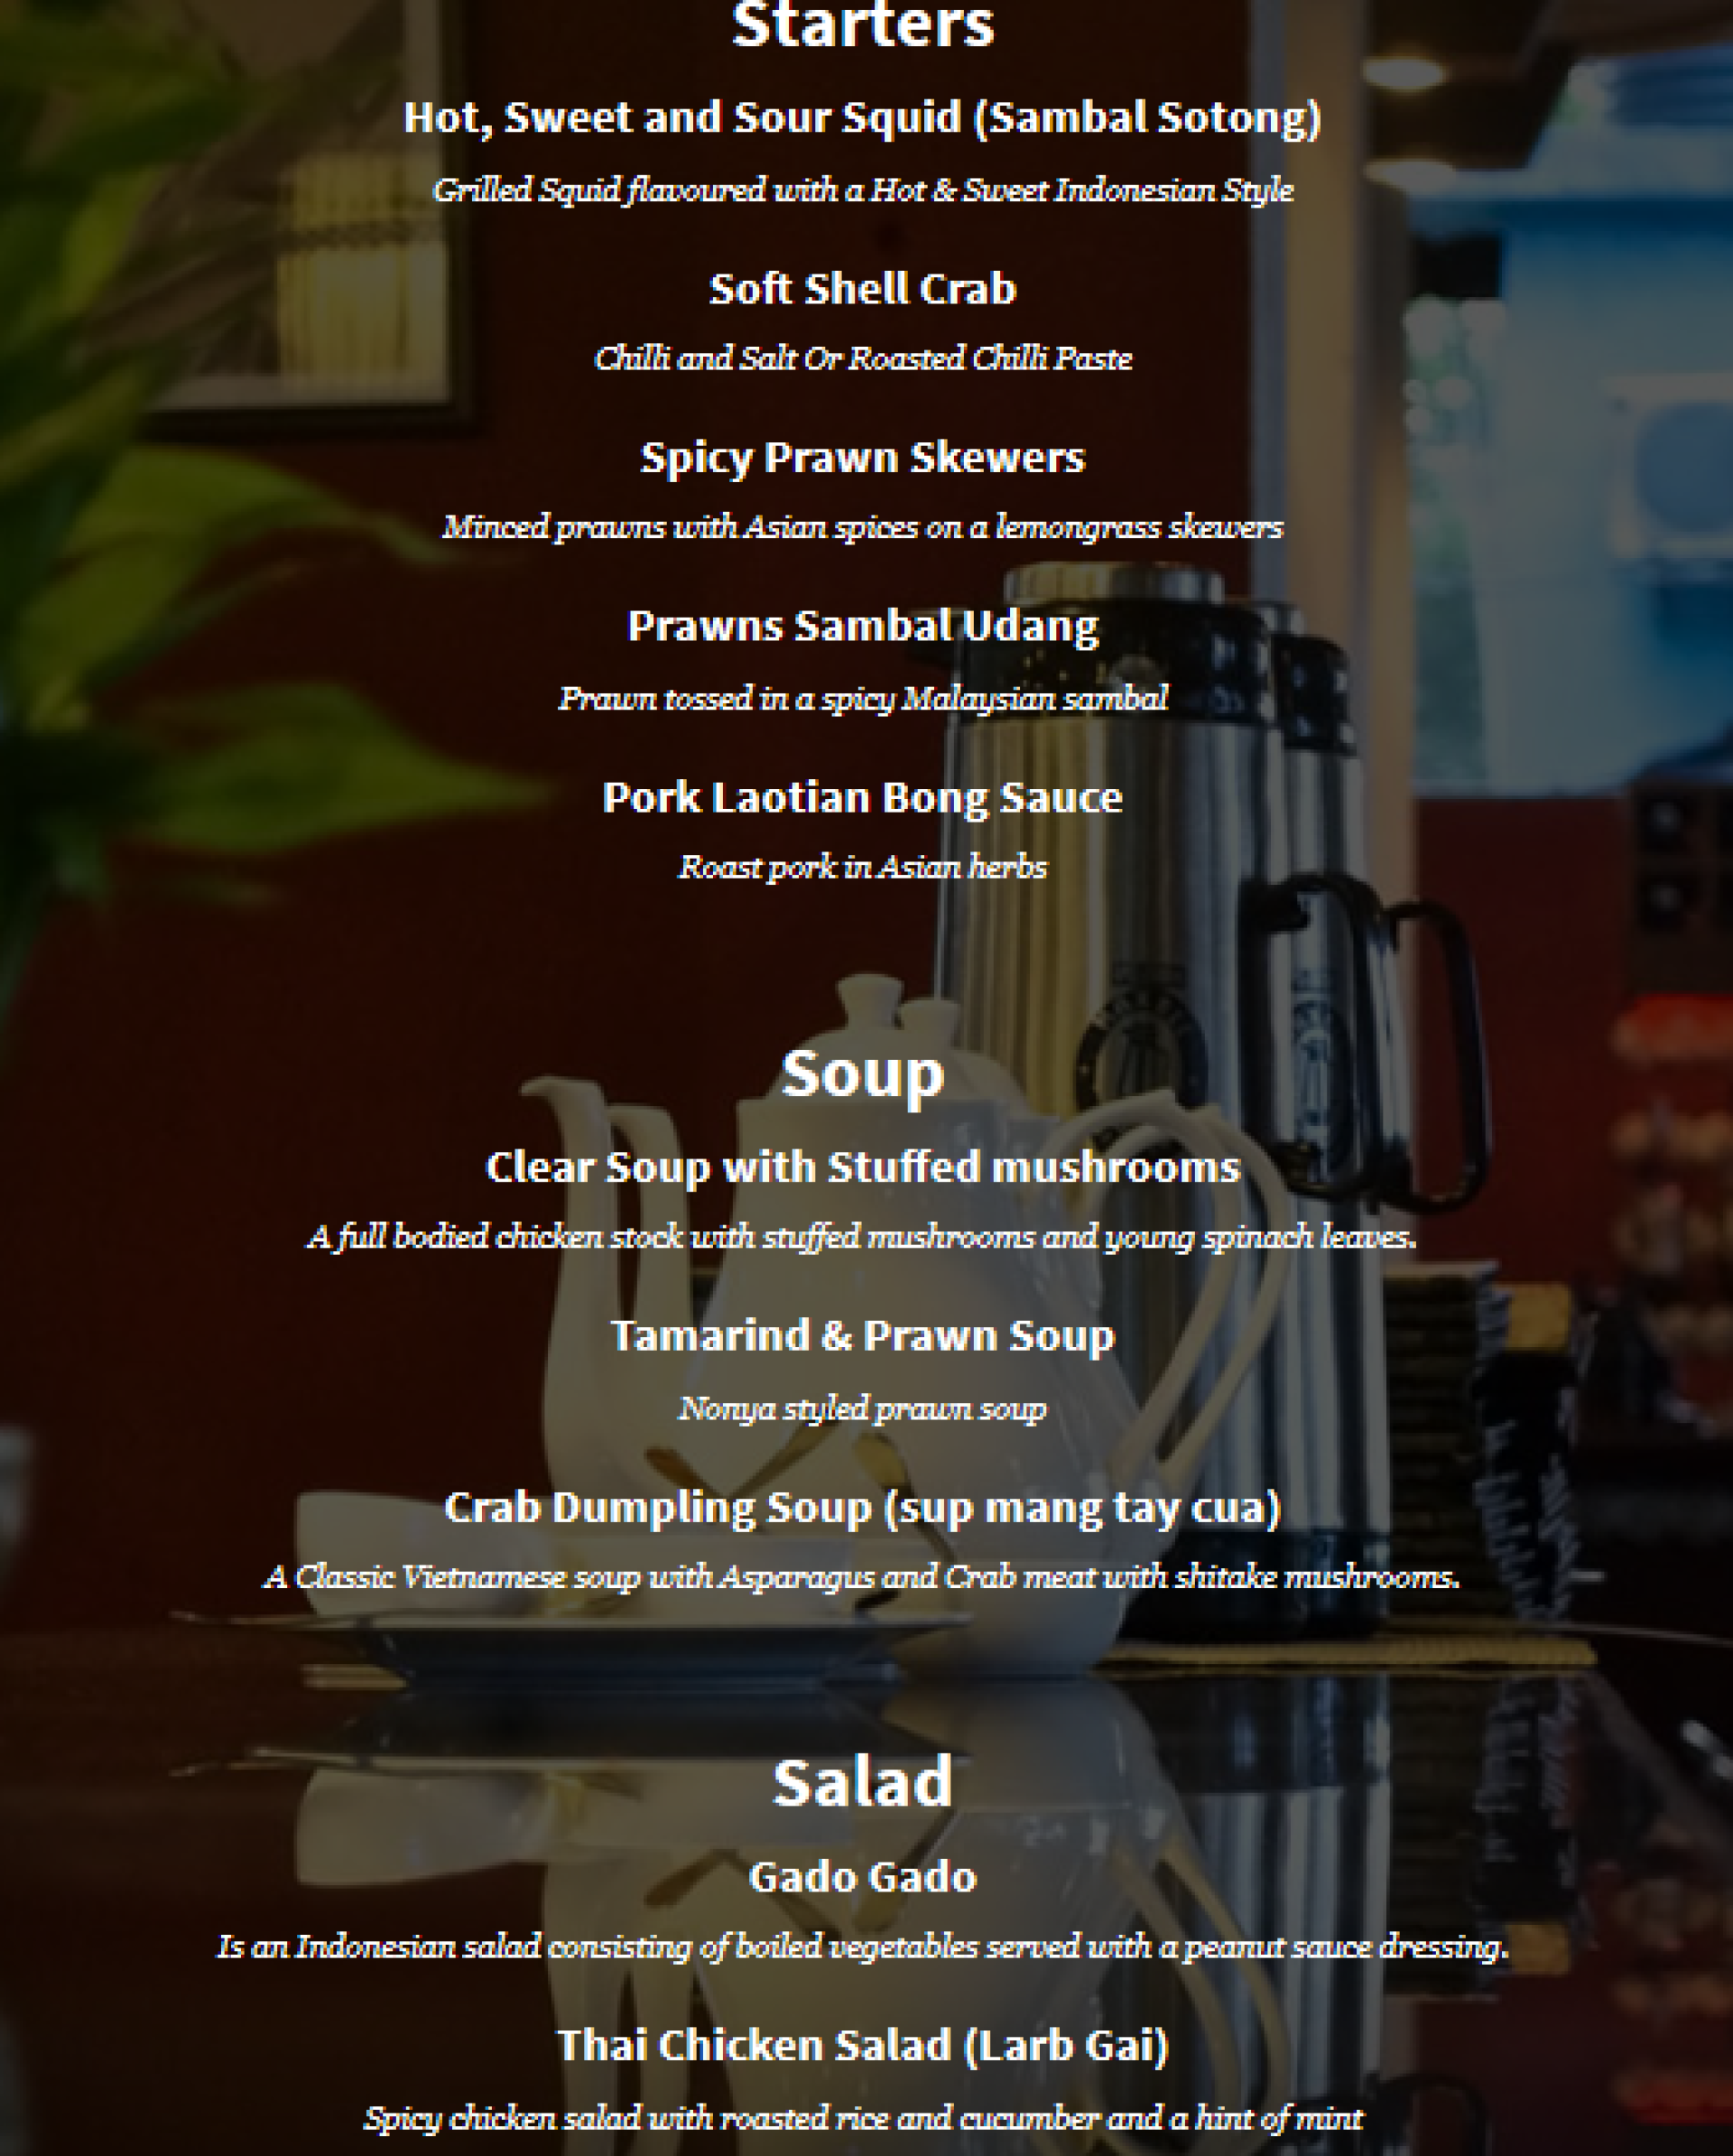 Starters
Hot, Sweet and Sour Squid (Sambal Sotong)
Grilled Squid flavoured with a Hot & Sweet Indonesian Style
Soft Shell Crab
Chilli and Salt Or Roasted Chilli Paste
Spicy Prawn Skewers
Minced prawns with Asian spices on a lemongrass skewers
Prawns Sambal Udang
Prawn tossed in a spicy Malaysian sambal
Pork Laotian Bong Sauce
Roast pork in Asian herbs
Soup
Clear Soup with Stuffed mushrooms
A full bodied chicken stock with stuffed mushrooms and young spinach leaves.
Tamarind & Prawn Soup
Nonya styled prawn soup
Crab Dumpling Soup (sup mang tay cua)
A Classic Vietnamese soup with Asparagus and Crab meat with shitake mushrooms.
Salad
Gado Gado
Is an Indonesian salad consisting of boiled vegetables served with a peanut sauce dressing.
Thai Chicken Salad (Larb Gai)
Spicy chicken salad with roasted rice and cucumber and a hint of mint